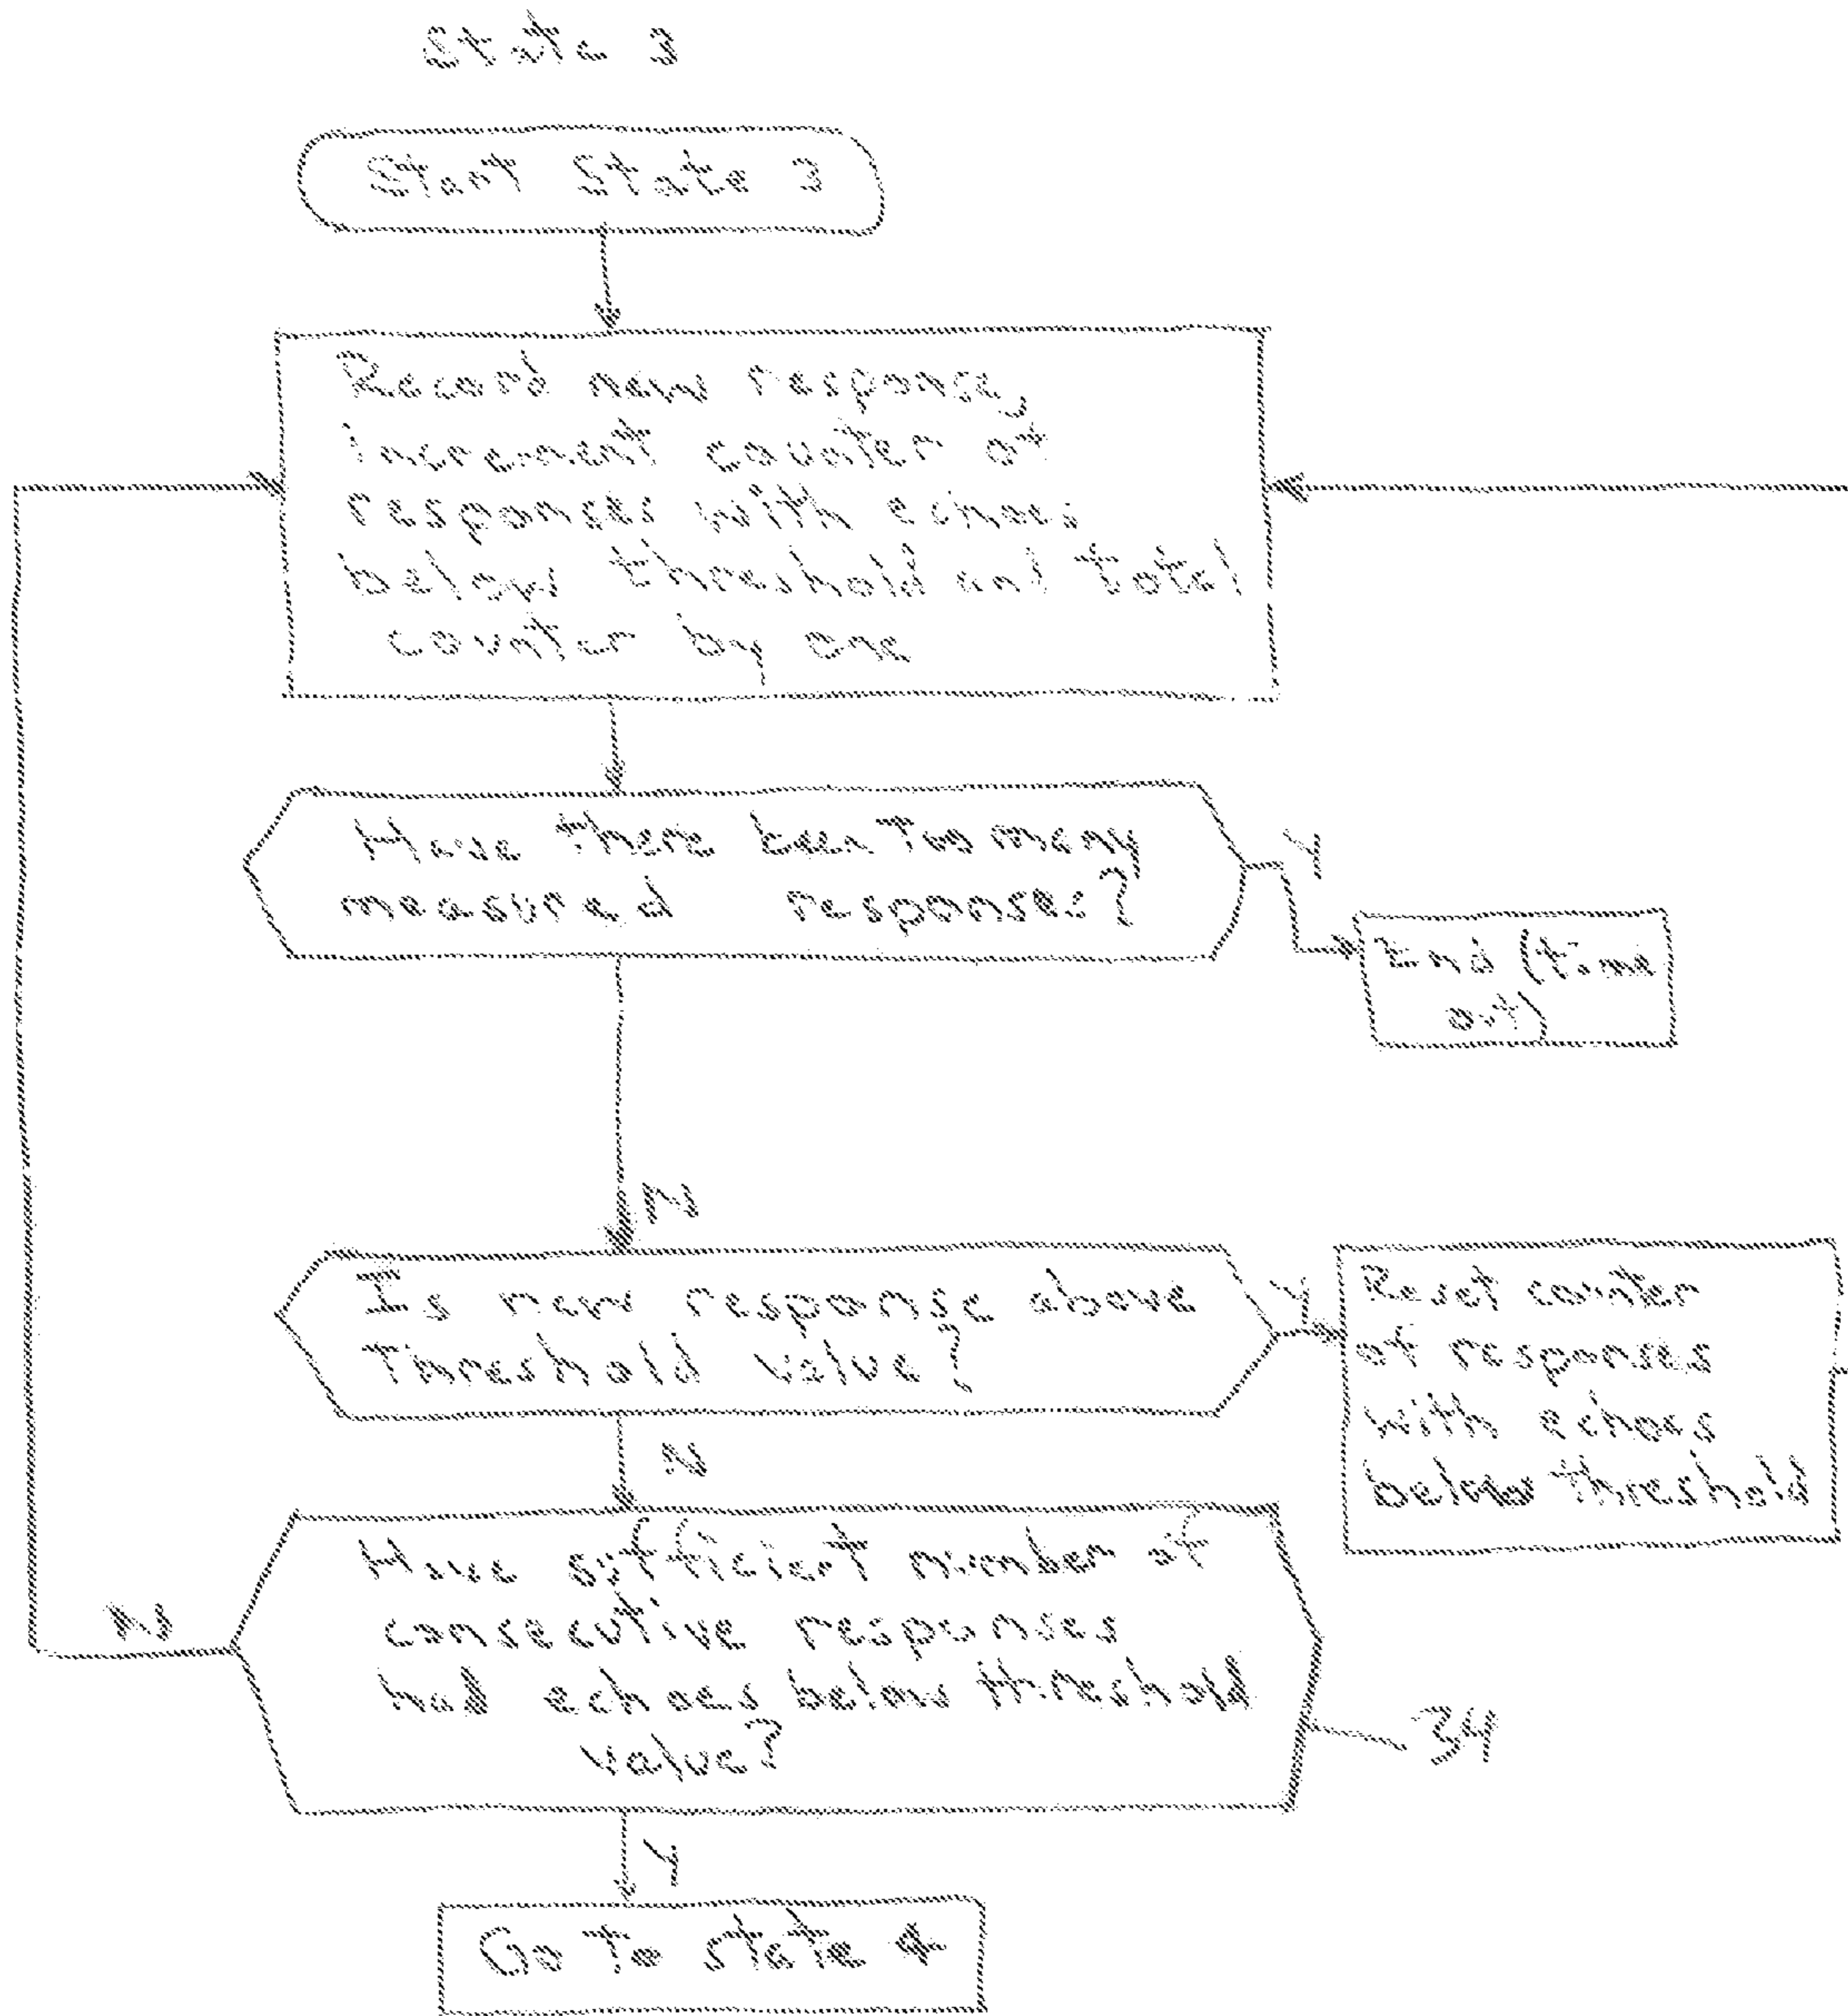 State 3
Start State 3
Record new response,
increment counter of
responses with echoes
below threshold and total
counter by one
Have there been too many
measured responses?
Y
End (time
out)
N
Is new response above
Threshold value?
Y
Reset counter
of responses
with echoes
below threshold
N
Have sufficient number of
consecutive responses
had echoes below threshold
value?
N
34
Y
Go to state 4